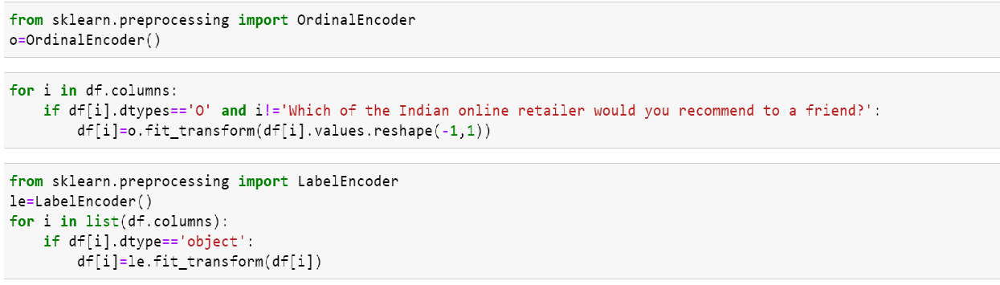 from sklearn.preprocessing import OrdinalEncoder
o=OrdinalEncoder()
for i in df.columns:
    if df[i].dtypes=='O' and i!='Which of the Indian online retailer would you recommend to a friend?':
        df[i]=o.fit_transform(df[i].values.reshape(-1,1))
from sklearn.preprocessing import LabelEncoder
le=LabelEncoder()
for i in list(df.columns):
    if df[i].dtype=='object':
        df[i]=le.fit_transform(df[i])